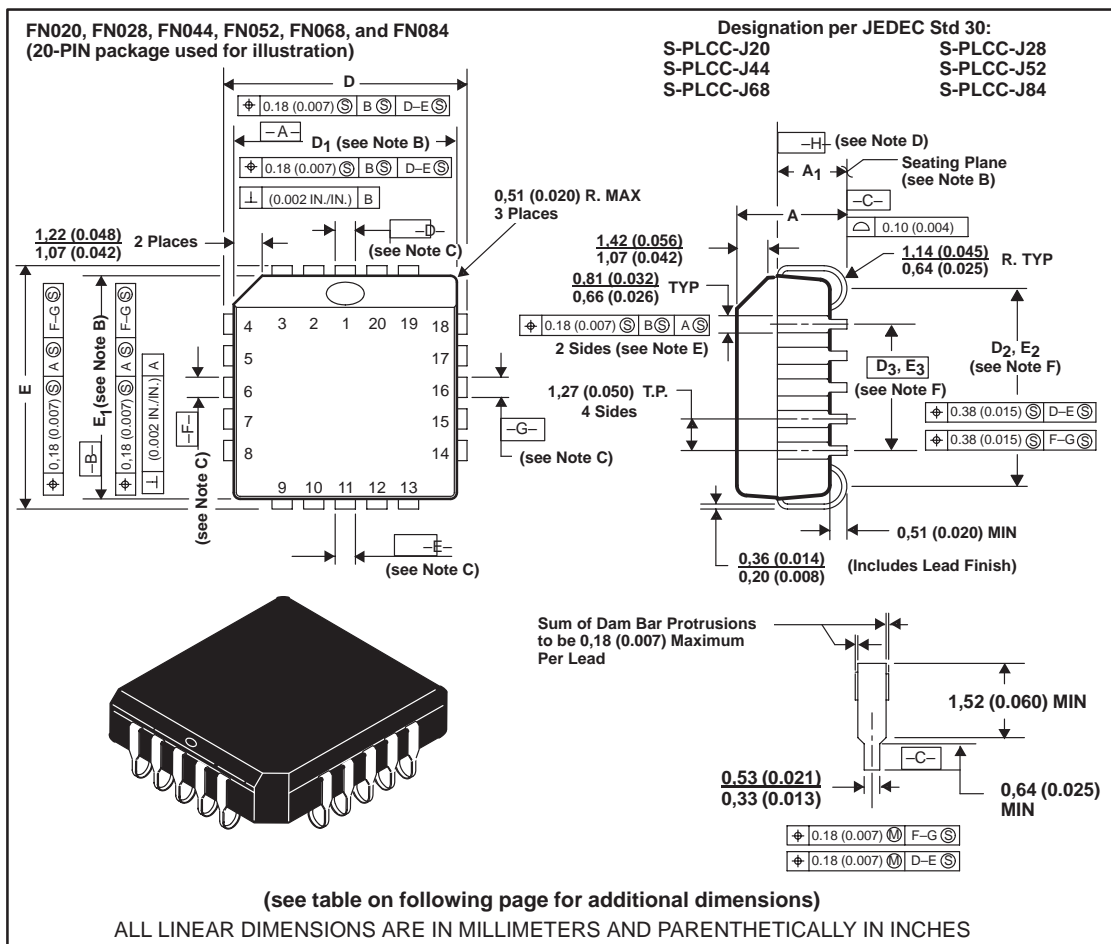 FN020, FN028, FN044, FN052, FN068, and FN084
(20-PIN package used for illustration)
Designation per JEDEC Std 30:
S-PLCC-J20 S-PLCC-J28
S-PLCC-J44 S-PLCC-J52
S-PLCC-J68 S-PLCC-J84
D
⌖ 0.18 (0.007) Ⓢ B Ⓢ D–E Ⓢ
–A–
D1 (see Note B)
⌖ 0.18 (0.007) Ⓢ B Ⓢ D–E Ⓢ
⊥ (0.002 IN./IN.) B
0,51 (0.020) R. MAX
3 Places
–D–
(see Note C)
1,22 (0.048)
1,07 (0.042)
2 Places
–H– (see Note D)
A1
Seating Plane
(see Note B)
–C–
A
⌓ 0.10 (0.004)
1,42 (0.056)
1,07 (0.042)
1,14 (0.045)
0,64 (0.025)
R. TYP
0.81 (0.032)
0,66 (0.026)
TYP
⌖ 0.18 (0.007) Ⓢ B Ⓢ A Ⓢ
2 Sides (see Note E)
1,27 (0.050) T.P.
4 Sides
D3, E3
(see Note F)
D2, E2
(see Note F)
⌖ 0.38 (0.015) Ⓢ D–E Ⓢ
⌖ 0.38 (0.015) Ⓢ F–G Ⓢ
0,51 (0.020) MIN
0,36 (0.014)
0,20 (0.008)
(Includes Lead Finish)
E
⌖ 0,18 (0.007) Ⓢ A Ⓢ F–G Ⓢ
–B–
E1 (see Note B)
⌖ 0,18 (0.007) Ⓢ A Ⓢ F–G Ⓢ
⊥ (0.002 IN./IN.) A
–F–
(see Note C)
3 2 1 20 19
4 18
5 17
6 16
7 15
8 14
9 10 11 12 13
–G–
(see Note C)
–E–
(see Note C)
Sum of Dam Bar Protrusions
to be 0,18 (0.007) Maximum
Per Lead
1,52 (0.060) MIN
–C–
0,53 (0.021)
0,33 (0.013)
0,64 (0.025)
MIN
⌖ 0.18 (0.007) Ⓜ F–G Ⓢ
⌖ 0.18 (0.007) Ⓜ D–E Ⓢ
(see table on following page for additional dimensions)
ALL LINEAR DIMENSIONS ARE IN MILLIMETERS AND PARENTHETICALLY IN INCHES